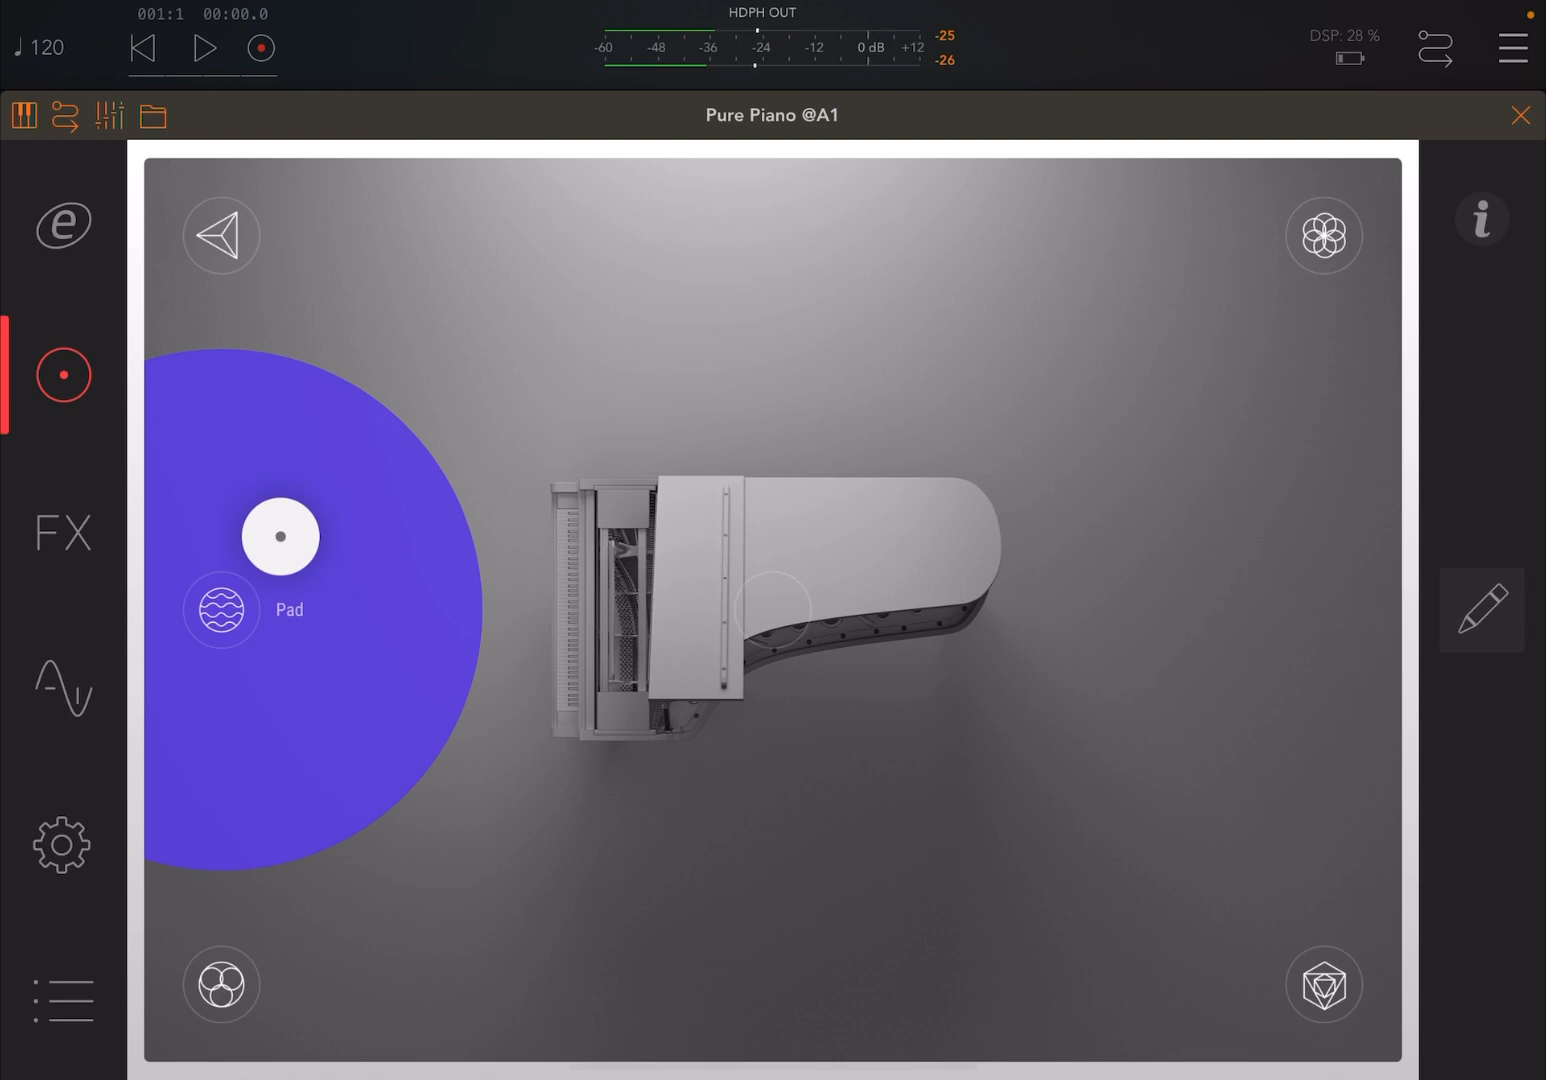 001:1 00:00.0
HDPH OUT
♩ 120
-60 -48 -36 -24 -12 0 dB +12
-25
-26
DSP: 28 %
Pure Piano @A1
e
i
FX
Pad